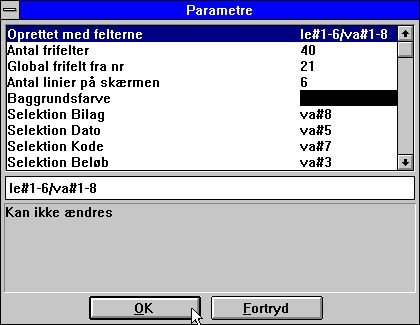 Parametre
Oprettet med felterne le#1-6/va#1-8
Antal frifelter 40
Global frifelt fra nr 21
Antal linier på skærmen 6
Baggrundsfarve
Selektion Bilag va#8
Selektion Dato va#5
Selektion Kode va#7
Selektion Beløb va#3
le#1-6/va#1-8
Kan ikke ændres
OK Fortryd